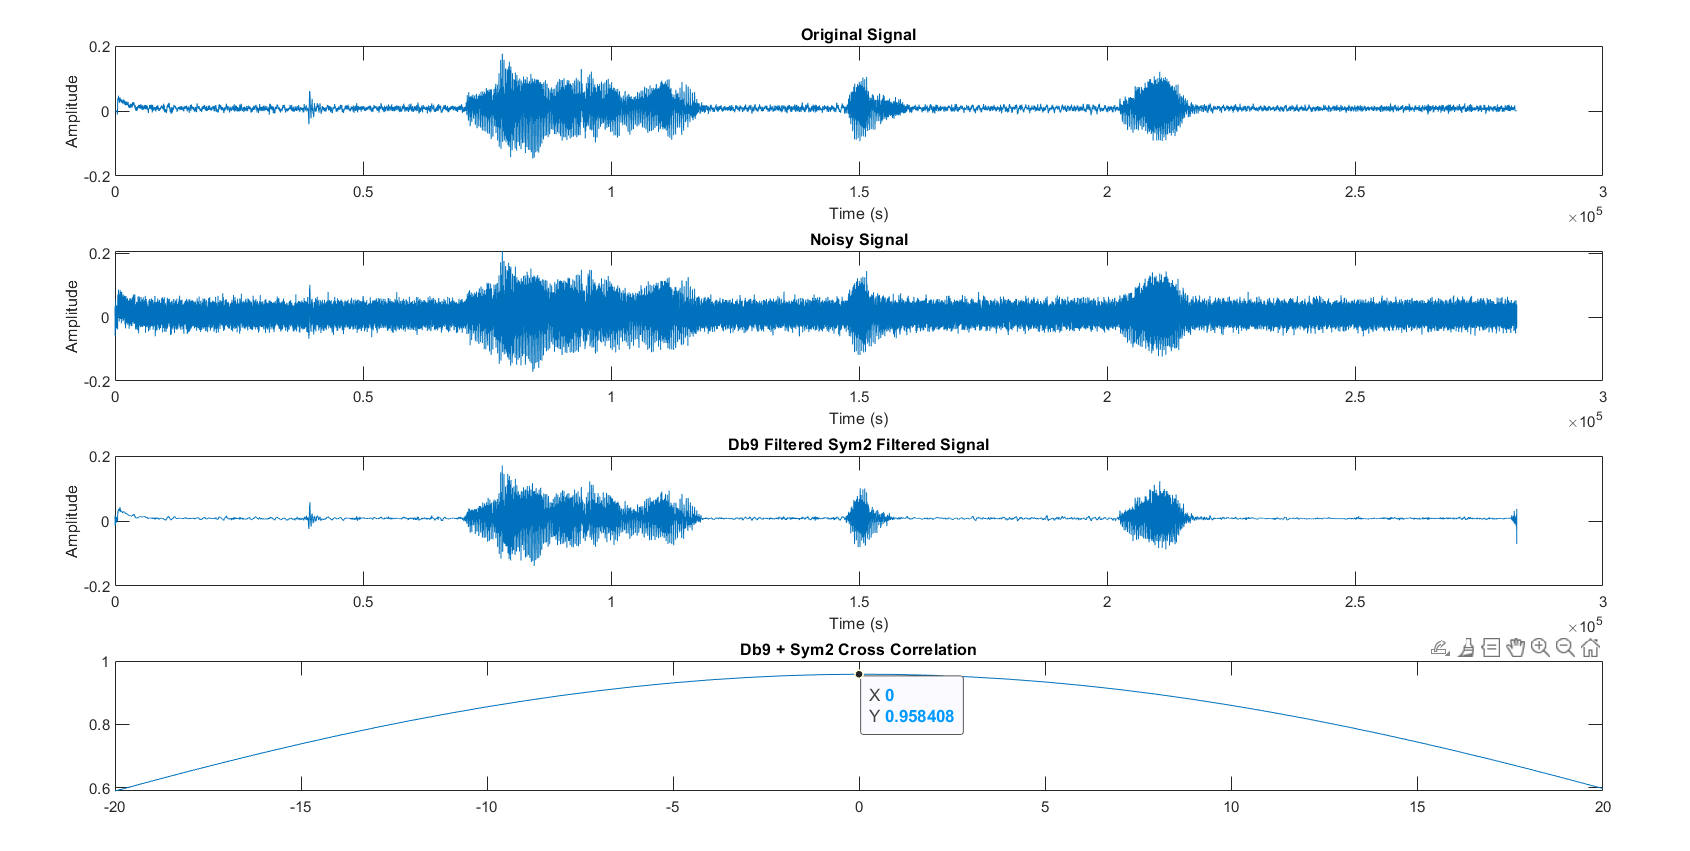 Original Signal
0.2
0
-0.2
Amplitude
0 0.5 1 1.5 2 2.5 3
Time (s)
×10^5
Noisy Signal
0.2
0
-0.2
Amplitude
0 0.5 1 1.5 2 2.5 3
Time (s)
×10^5
Db9 Filtered Sym2 Filtered Signal
0.2
0
-0.2
Amplitude
0 0.5 1 1.5 2 2.5 3
Time (s)
×10^5
Db9 + Sym2 Cross Correlation
1
0.8
0.6
X 0
Y 0.958408
-20 -15 -10 -5 0 5 10 15 20